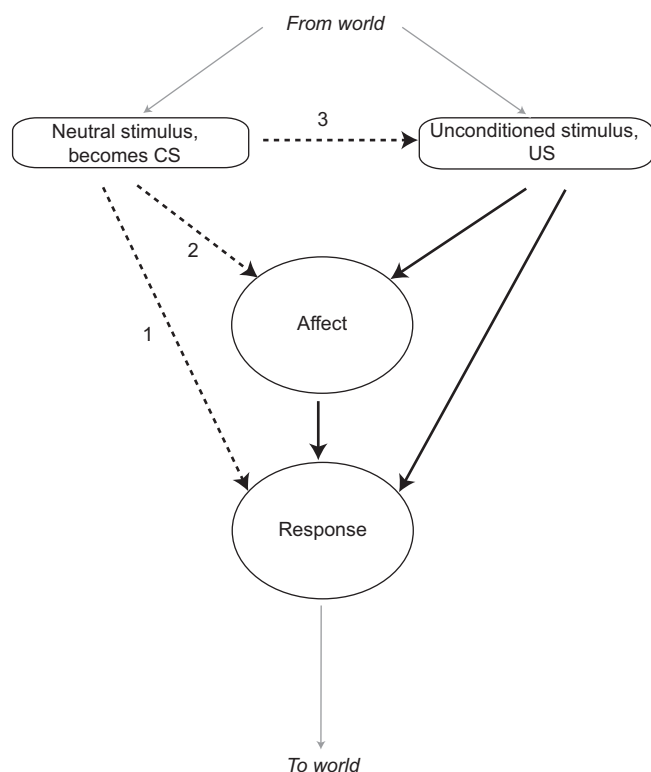 From world
Neutral stimulus,
becomes CS
3
Unconditioned stimulus,
US
2
1
Affect
Response
To world